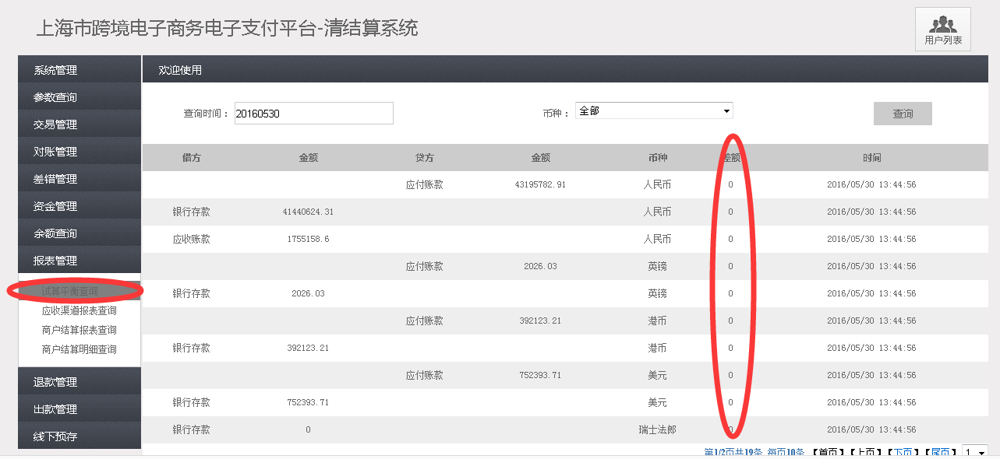 上海市跨境电子商务电子支付平台-清结算系统
用户列表
系统管理
参数查询
交易管理
对账管理
差错管理
资金管理
余额查询
报表管理
试算平衡查询
应收渠道报表查询
商户结算报表查询
商户结算明细查询
退款管理
出款管理
线下预存
欢迎使用
查询时间： 20160530 币种： 全部 查询
借方 金额 贷方 金额 币种 差额 时间
应付账款 43195782.91 人民币 0 2016/05/30 13:44:56
银行存款 41440624.31 人民币 0 2016/05/30 13:44:56
应收账款 1755158.6 人民币 0 2016/05/30 13:44:56
应付账款 2026.03 英镑 0 2016/05/30 13:44:56
银行存款 2026.03 英镑 0 2016/05/30 13:44:56
应付账款 392123.21 港币 0 2016/05/30 13:44:56
银行存款 392123.21 港币 0 2016/05/30 13:44:56
应付账款 752393.71 美元 0 2016/05/30 13:44:56
银行存款 752393.71 美元 0 2016/05/30 13:44:56
银行存款 0 瑞士法郎 0 2016/05/30 13:44:56
第1/2页共19条 每页10条 【首页】【上页】【下页】【尾页】 1